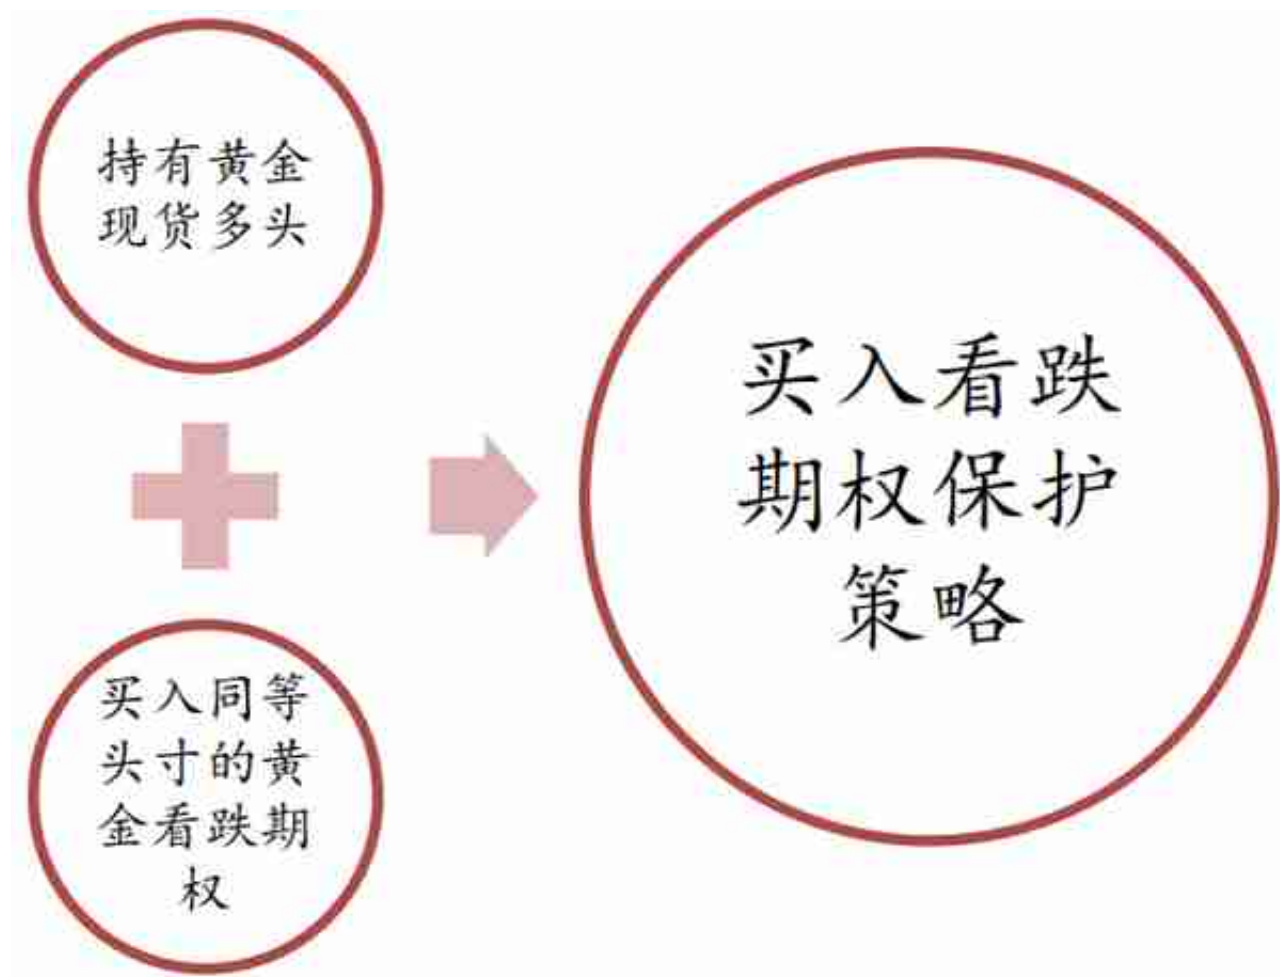 持有黄金
现货多头
买入同等
头寸的黄
金看跌期
权
买入看跌
期权保护
策略